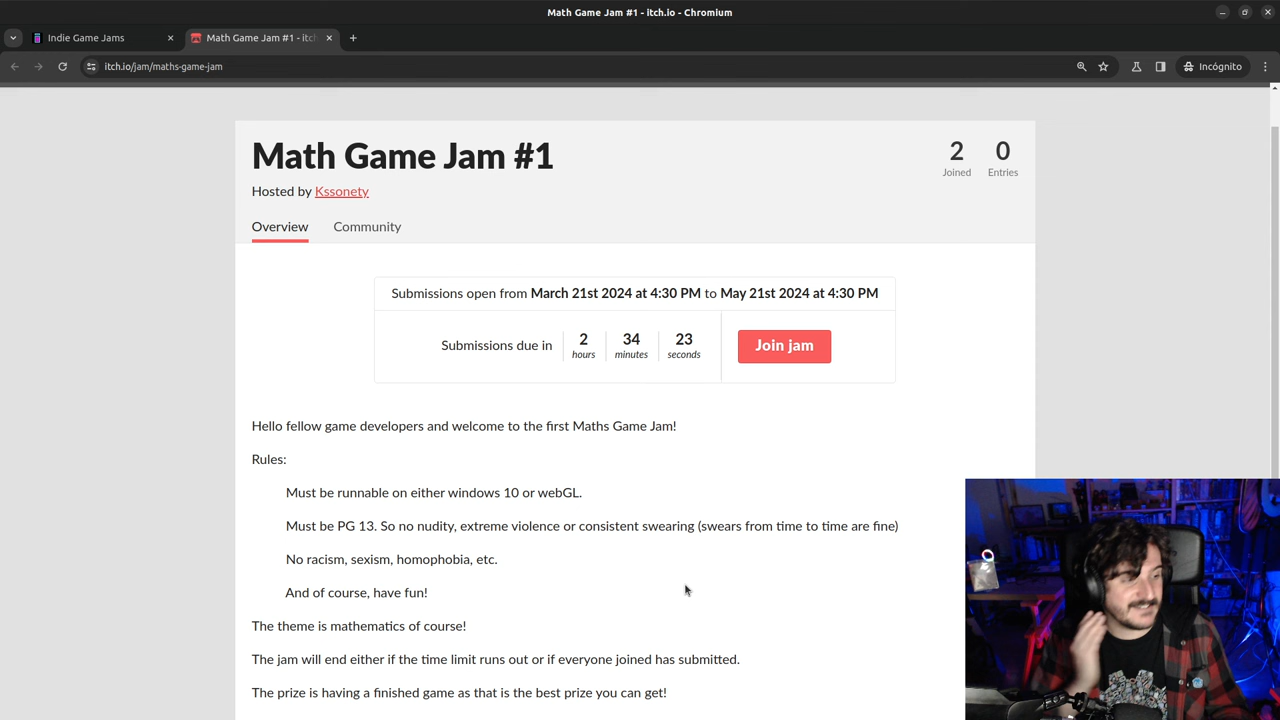 Math Game Jam #1 - itch.io - Chromium
Indie Game Jams
Math Game Jam #1 - itc
itch.io/jam/maths-game-jam
Incógnito
Math Game Jam #1
2
Joined
0
Entries
Hosted by Kssonety
Overview
Community
Submissions open from March 21st 2024 at 4:30 PM to May 21st 2024 at 4:30 PM
Submissions due in
2
hours
34
minutes
23
seconds
Join jam
Hello fellow game developers and welcome to the first Maths Game Jam!
Rules:
Must be runnable on either windows 10 or webGL.
Must be PG 13. So no nudity, extreme violence or consistent swearing (swears from time to time are fine)
No racism, sexism, homophobia, etc.
And of course, have fun!
The theme is mathematics of course!
The jam will end either if the time limit runs out or if everyone joined has submitted.
The prize is having a finished game as that is the best prize you can get!